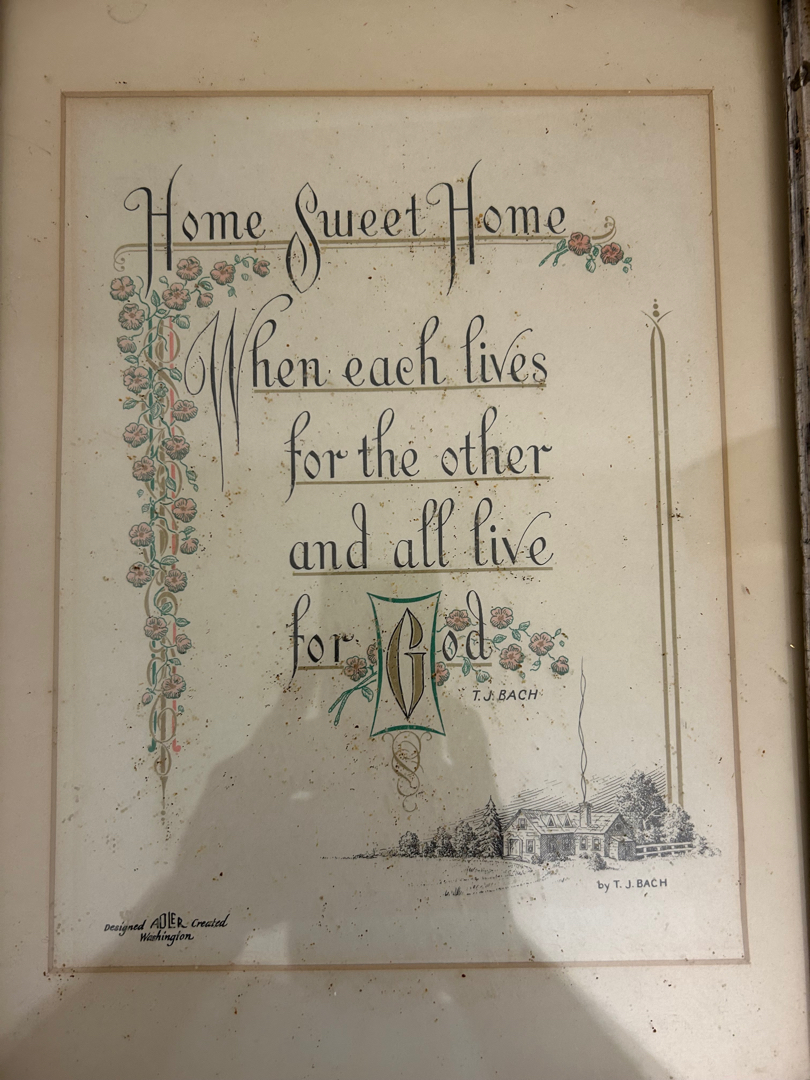 Home Sweet Home
When each lives
for the other
and all live
for God
T. J. BACH
by T. J. BACH
Designed ADLER Created
Washington